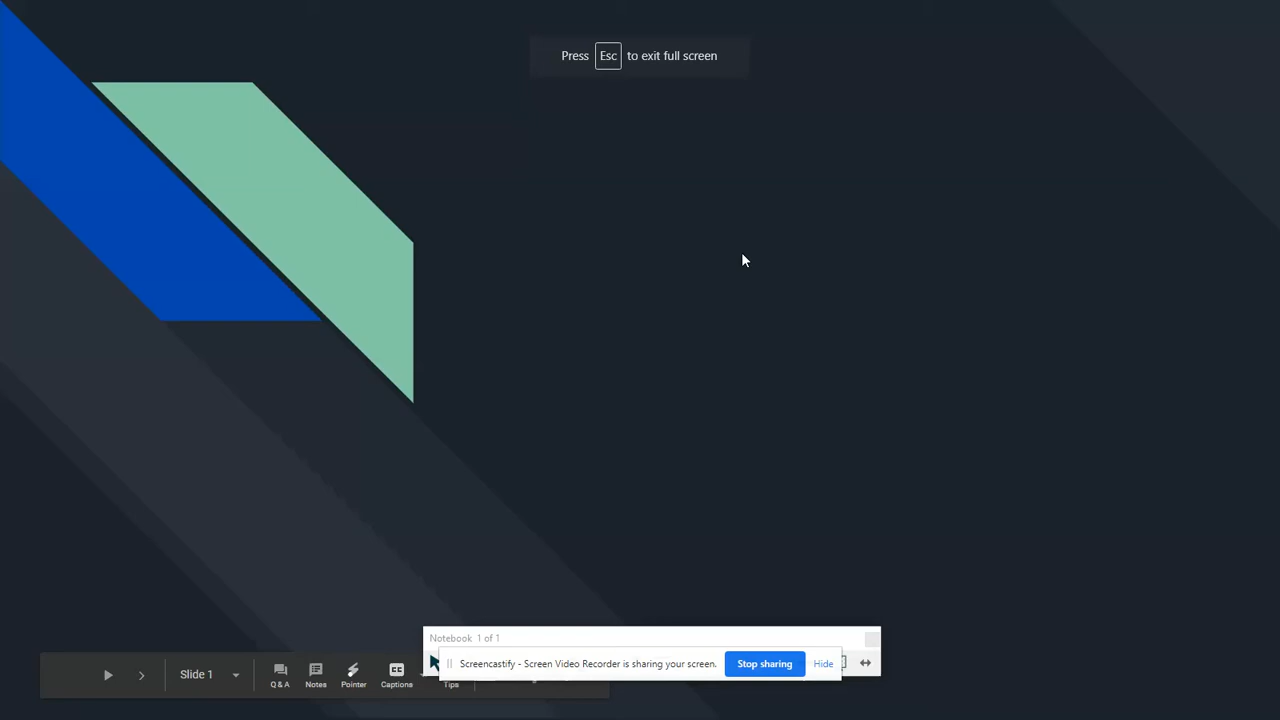 Press Esc to exit full screen
Notebook 1 of 1
Screencastify - Screen Video Recorder is sharing your screen. Stop sharing Hide
Slide 1 Q & A Notes Pointer Captions Tips